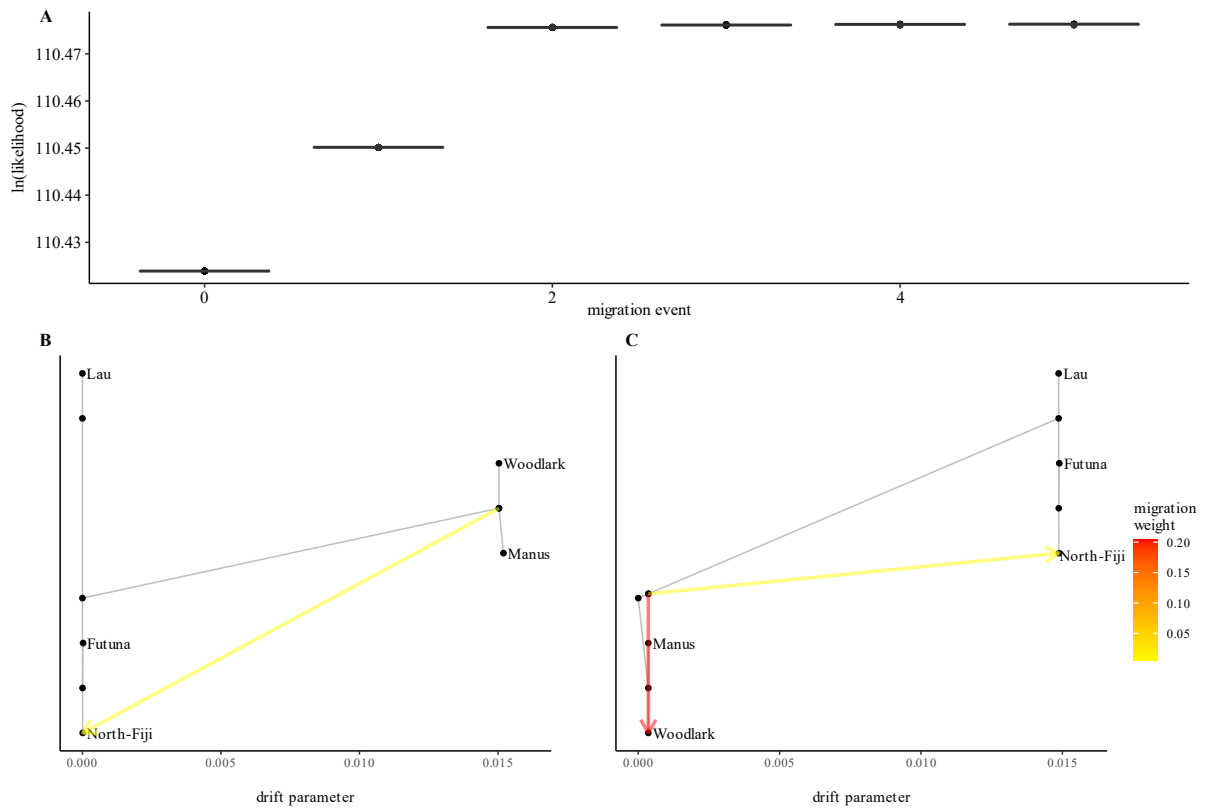 A
ln(likelihood)
110.47
110.46
110.45
110.44
110.43
0
2
4
migration event
B
Lau
Woodlark
Manus
Futuna
North-Fiji
0.000
0.005
0.010
0.015
drift parameter
C
Lau
Futuna
North-Fiji
Manus
Woodlark
0.000
0.005
0.010
0.015
drift parameter
migration
weight
0.20
0.15
0.10
0.05